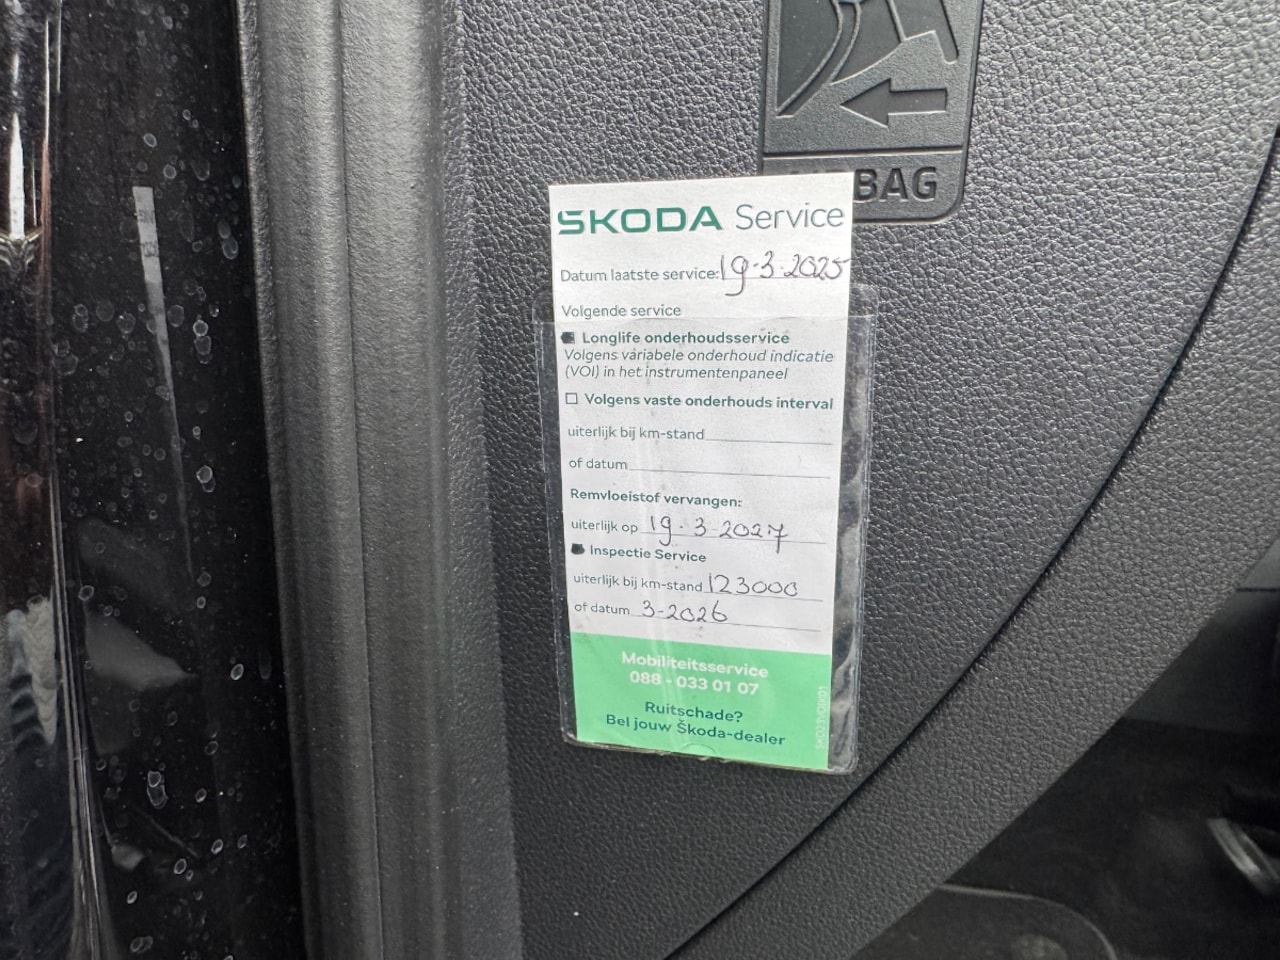 AIRBAG
ŠKODA Service
Datum laatste service: 19-3-2025
Volgende service
Longlife onderhoudsservice
Volgens variabele onderhoud indicatie
(VOI) in het instrumentenpaneel
Volgens vaste onderhouds interval
uiterlijk bij km-stand
of datum
Remvloeistof vervangen:
uiterlijk op 19-3-2027
Inspectie Service
uiterlijk bij km-stand 123000
of datum 3-2026
Mobiliteitsservice
088 - 033 01 07
Ruitschade?
Bel jouw Škoda-dealer